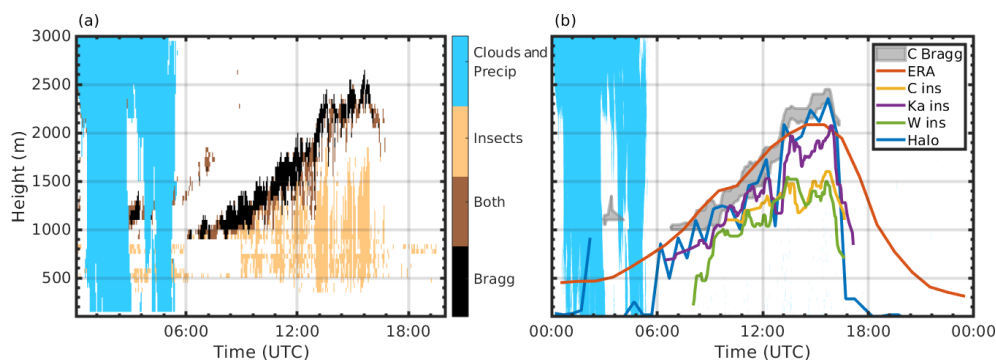 (a)
3000
2500
2000
1500
1000
500
Height (m)
06:00
12:00
18:00
Time (UTC)
Clouds and
Precip
Insects
Both
Bragg
(b)
C Bragg
ERA
C ins
Ka ins
W ins
Halo
00:00
06:00
12:00
18:00
00:00
Time (UTC)